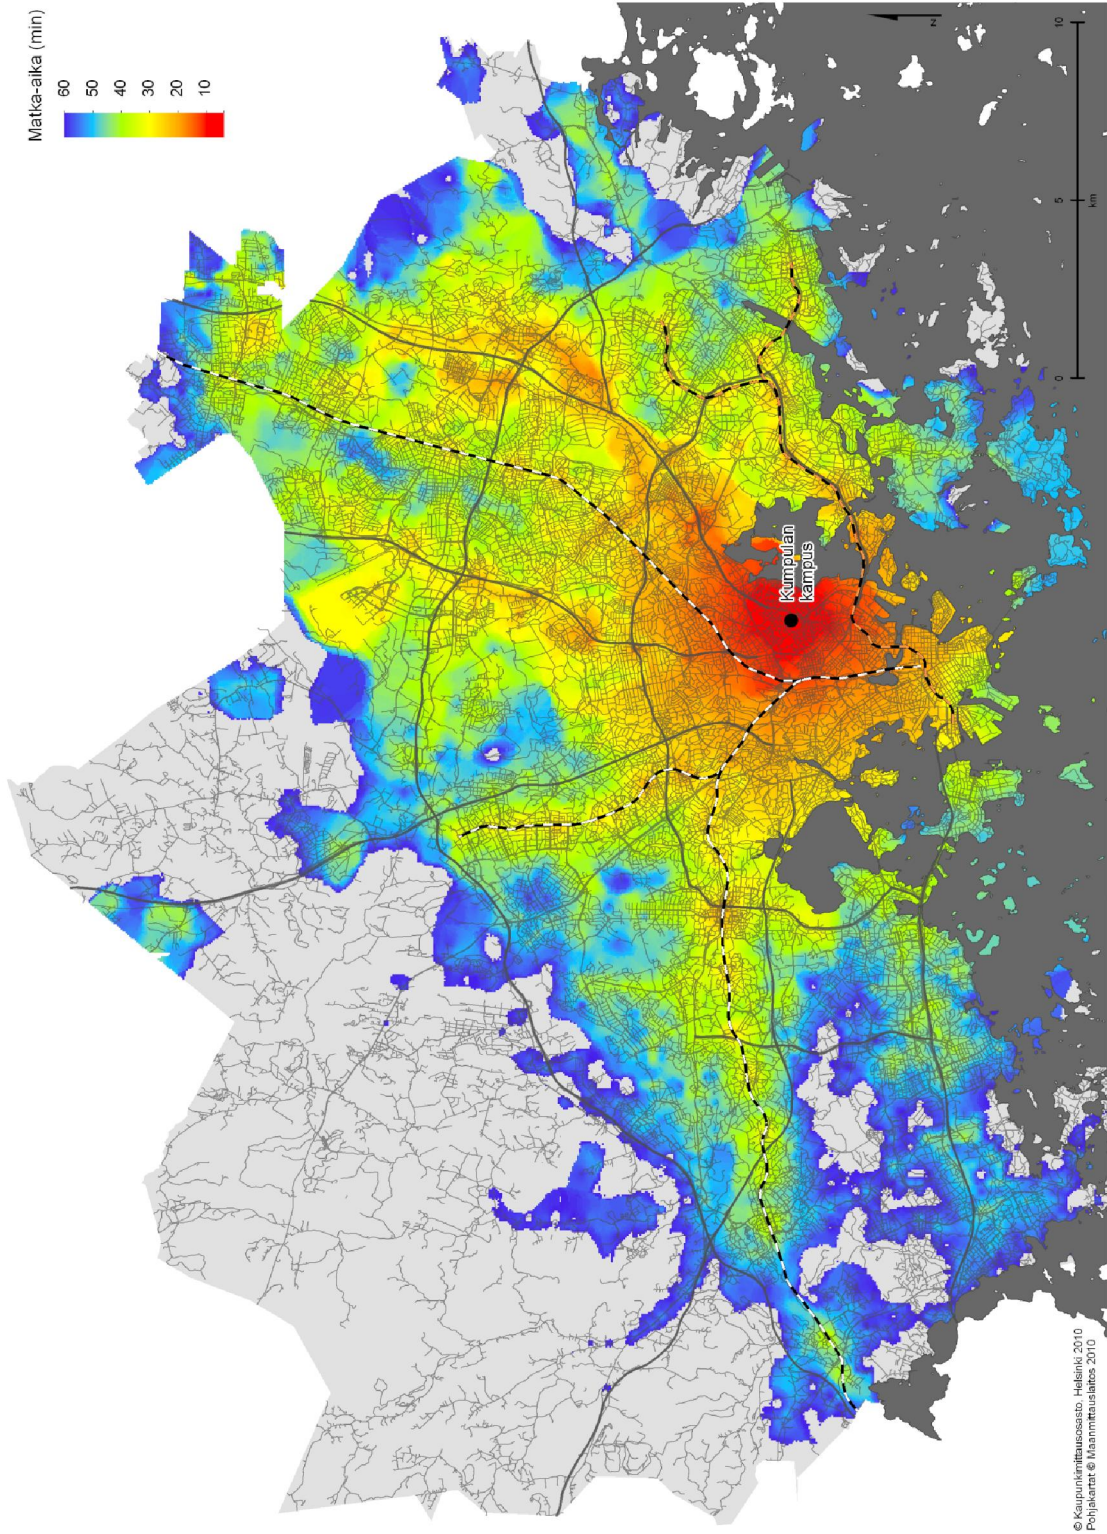 Matka-aika (min)
60
50
40
30
20
10
Kumpulan
kampus
N
0
5
10
km
© Kaupunkimittausosasto, Helsinki 2010
Pohjakartat © Maanmittauslaitos 2010